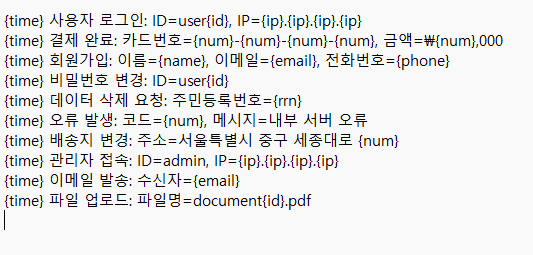 {time} 사용자 로그인: ID=user{id}, IP={ip}.{ip}.{ip}.{ip}
{time} 결제 완료: 카드번호={num}-{num}-{num}-{num}, 금액=₩{num},000
{time} 회원가입: 이름={name}, 이메일={email}, 전화번호={phone}
{time} 비밀번호 변경: ID=user{id}
{time} 데이터 삭제 요청: 주민등록번호={rrn}
{time} 오류 발생: 코드={num}, 메시지=내부 서버 오류
{time} 배송지 변경: 주소=서울특별시 중구 세종대로 {num}
{time} 관리자 접속: ID=admin, IP={ip}.{ip}.{ip}.{ip}
{time} 이메일 발송: 수신자={email}
{time} 파일 업로드: 파일명=document{id}.pdf